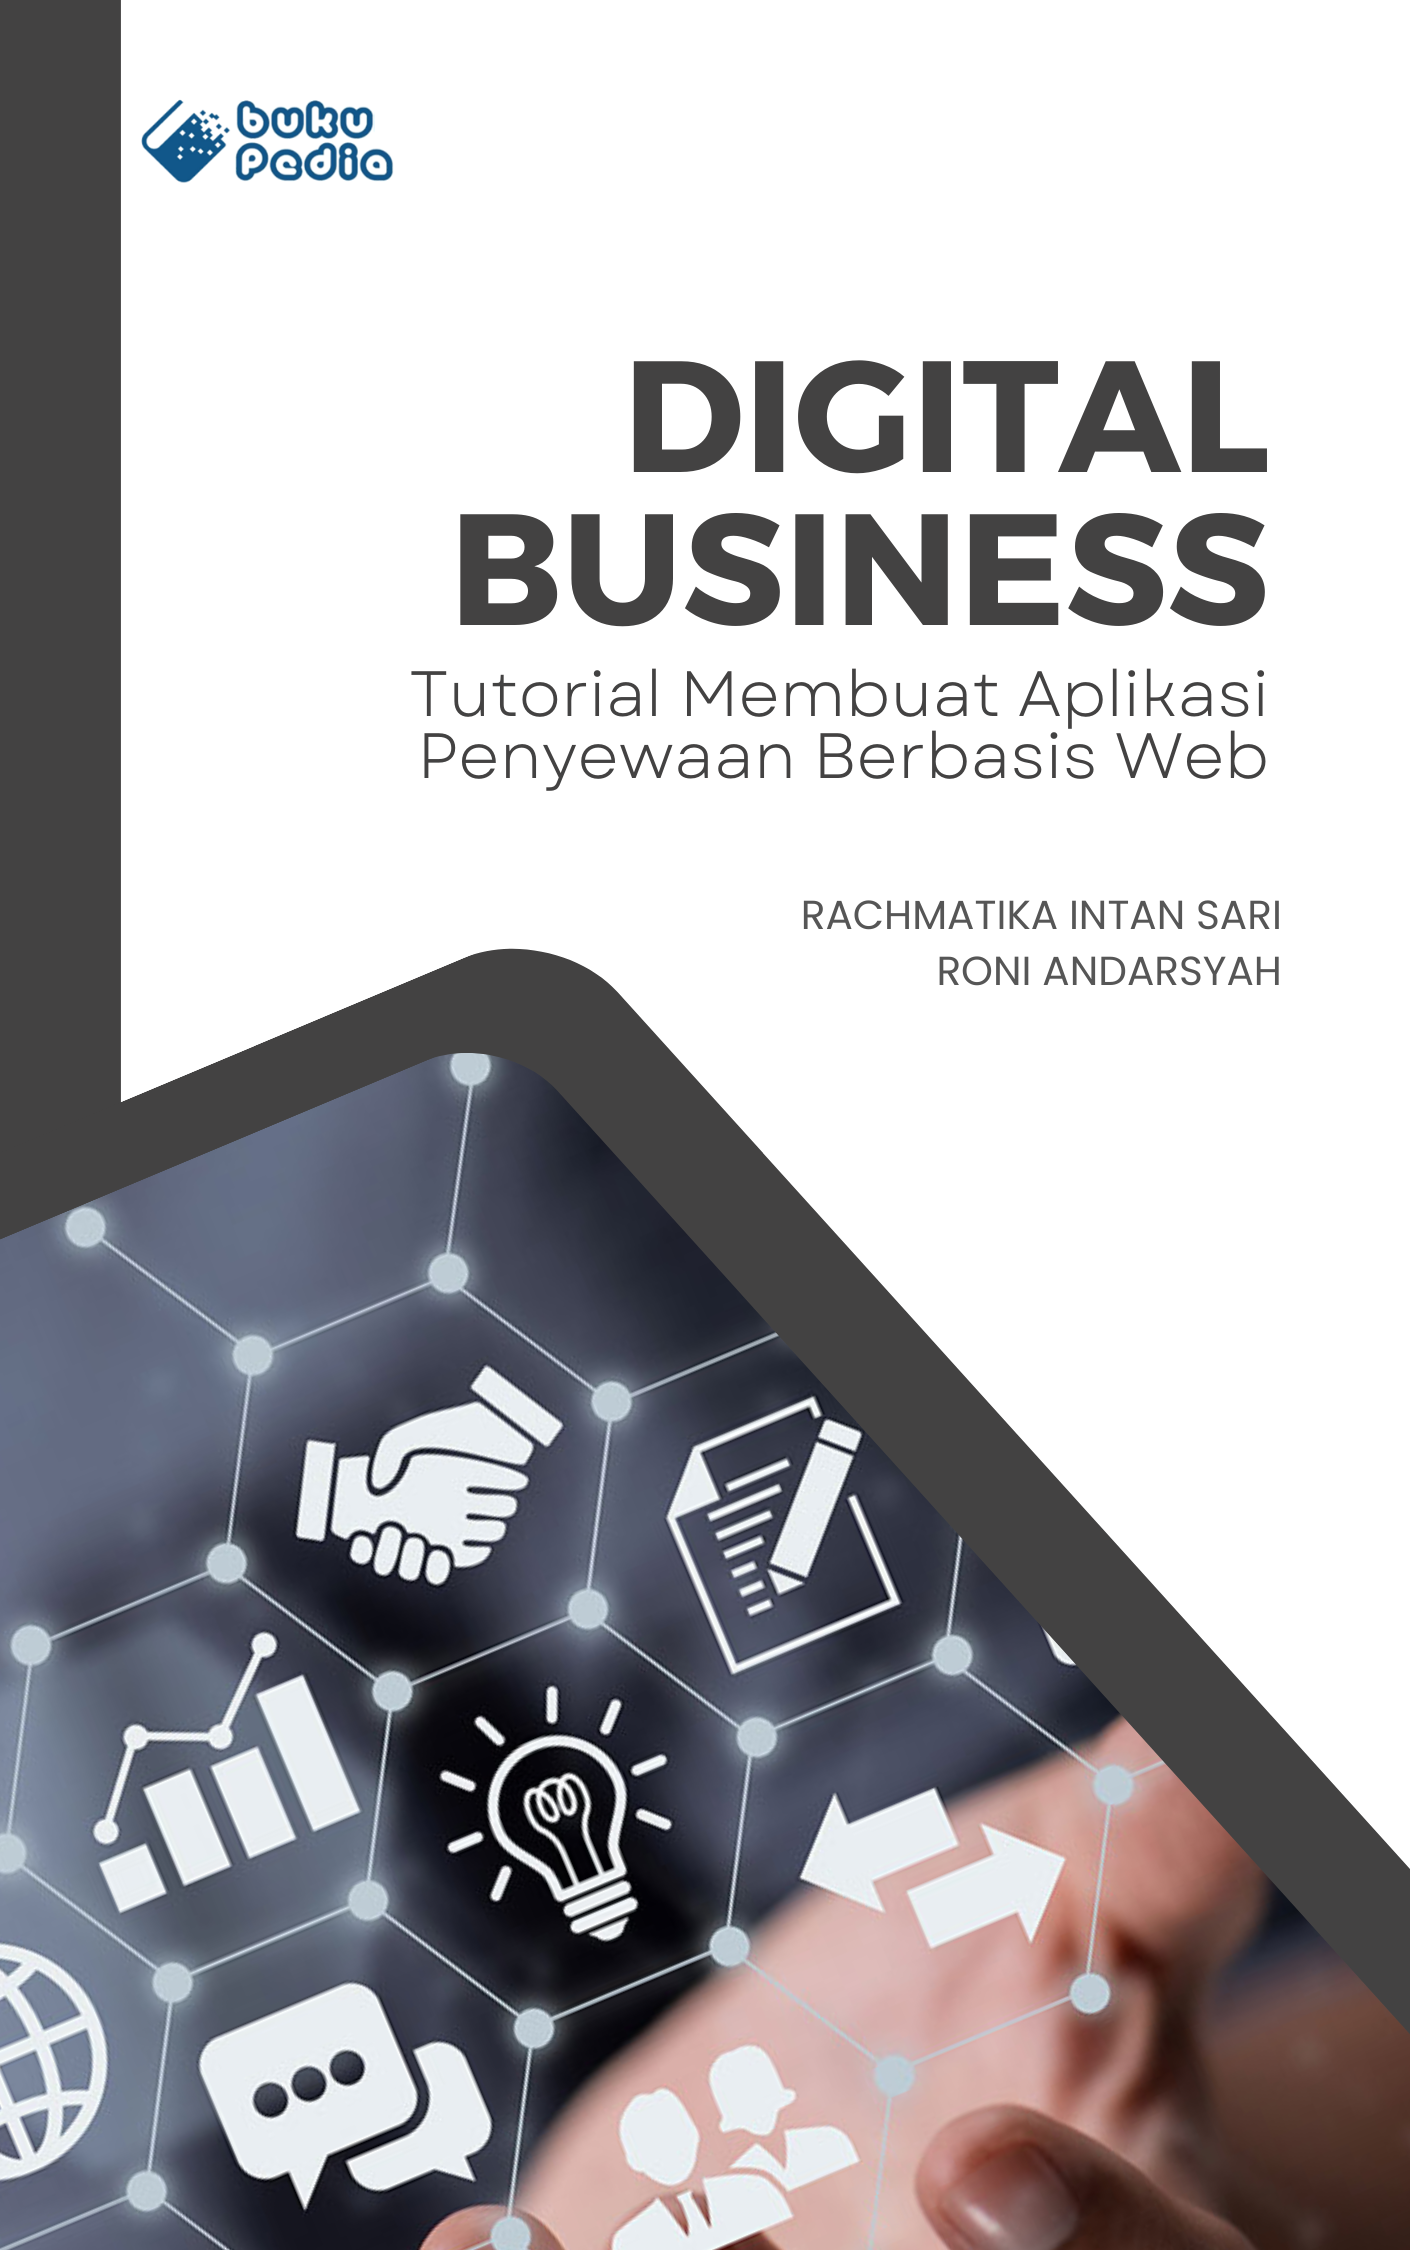 buku
Pedia
DIGITAL
BUSINESS
Tutorial Membuat Aplikasi
Penyewaan Berbasis Web
RACHMATIKA INTAN SARI
RONI ANDARSYAH